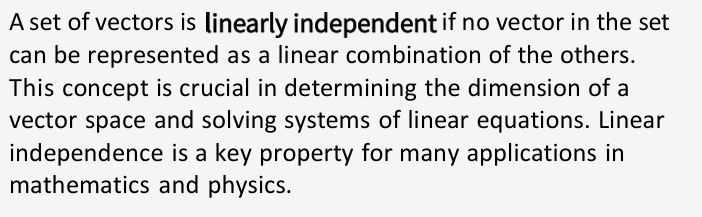 A set of vectors is linearly independent if no vector in the set
can be represented as a linear combination of the others.
This concept is crucial in determining the dimension of a
vector space and solving systems of linear equations. Linear
independence is a key property for many applications in
mathematics and physics.